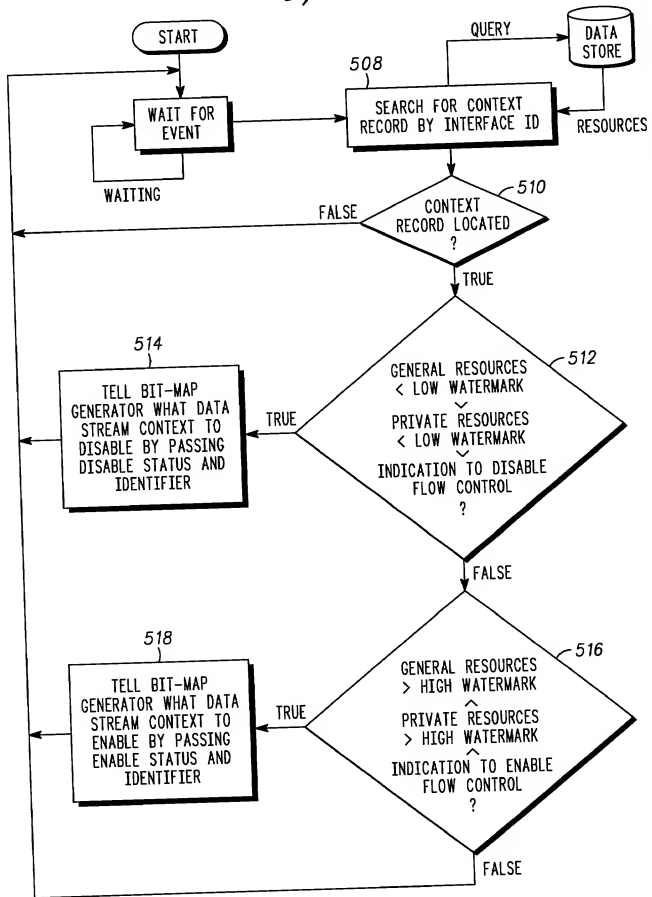 START
WAIT FOR
EVENT
WAITING
508
SEARCH FOR CONTEXT
RECORD BY INTERFACE ID
QUERY
DATA
STORE
RESOURCES
510
CONTEXT
RECORD LOCATED
?
FALSE
TRUE
512
GENERAL RESOURCES
< LOW WATERMARK
∨
PRIVATE RESOURCES
< LOW WATERMARK
∨
INDICATION TO DISABLE
FLOW CONTROL
?
TRUE
514
TELL BIT-MAP
GENERATOR WHAT DATA
STREAM CONTEXT TO
DISABLE BY PASSING
DISABLE STATUS AND
IDENTIFIER
FALSE
516
GENERAL RESOURCES
> HIGH WATERMARK
∧
PRIVATE RESOURCES
> HIGH WATERMARK
∧
INDICATION TO ENABLE
FLOW CONTROL
?
TRUE
518
TELL BIT-MAP
GENERATOR WHAT DATA
STREAM CONTEXT TO
ENABLE BY PASSING
ENABLE STATUS AND
IDENTIFIER
FALSE